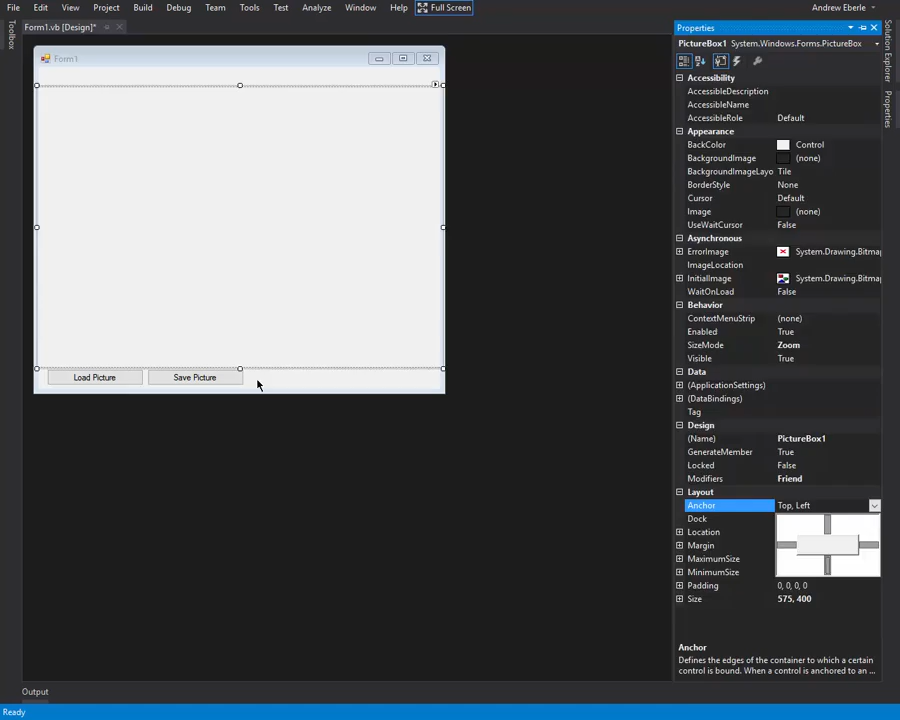 File Edit View Project Build Debug Team Tools Test Analyze Window Help Full Screen Andrew Eberle
Form1.vb [Design]*
Toolbox
Form1
Load Picture Save Picture
Properties
PictureBox1 System.Windows.Forms.PictureBox
Accessibility
AccessibleDescription
AccessibleName
AccessibleRole Default
Appearance
BackColor Control
BackgroundImage (none)
BackgroundImageLayo Tile
BorderStyle None
Cursor Default
Image (none)
UseWaitCursor False
Asynchronous
ErrorImage System.Drawing.Bitmap
ImageLocation
InitialImage System.Drawing.Bitmap
WaitOnLoad False
Behavior
ContextMenuStrip (none)
Enabled True
SizeMode Zoom
Visible True
Data
(ApplicationSettings)
(DataBindings)
Tag
Design
(Name) PictureBox1
GenerateMember True
Locked False
Modifiers Friend
Layout
Anchor Top, Left
Dock
Location
Margin
MaximumSize
MinimumSize
Padding 0, 0, 0, 0
Size 575, 400
Anchor
Defines the edges of the container to which a certain
control is bound. When a control is anchored to an ...
Solution Explorer
Properties
Output
Ready